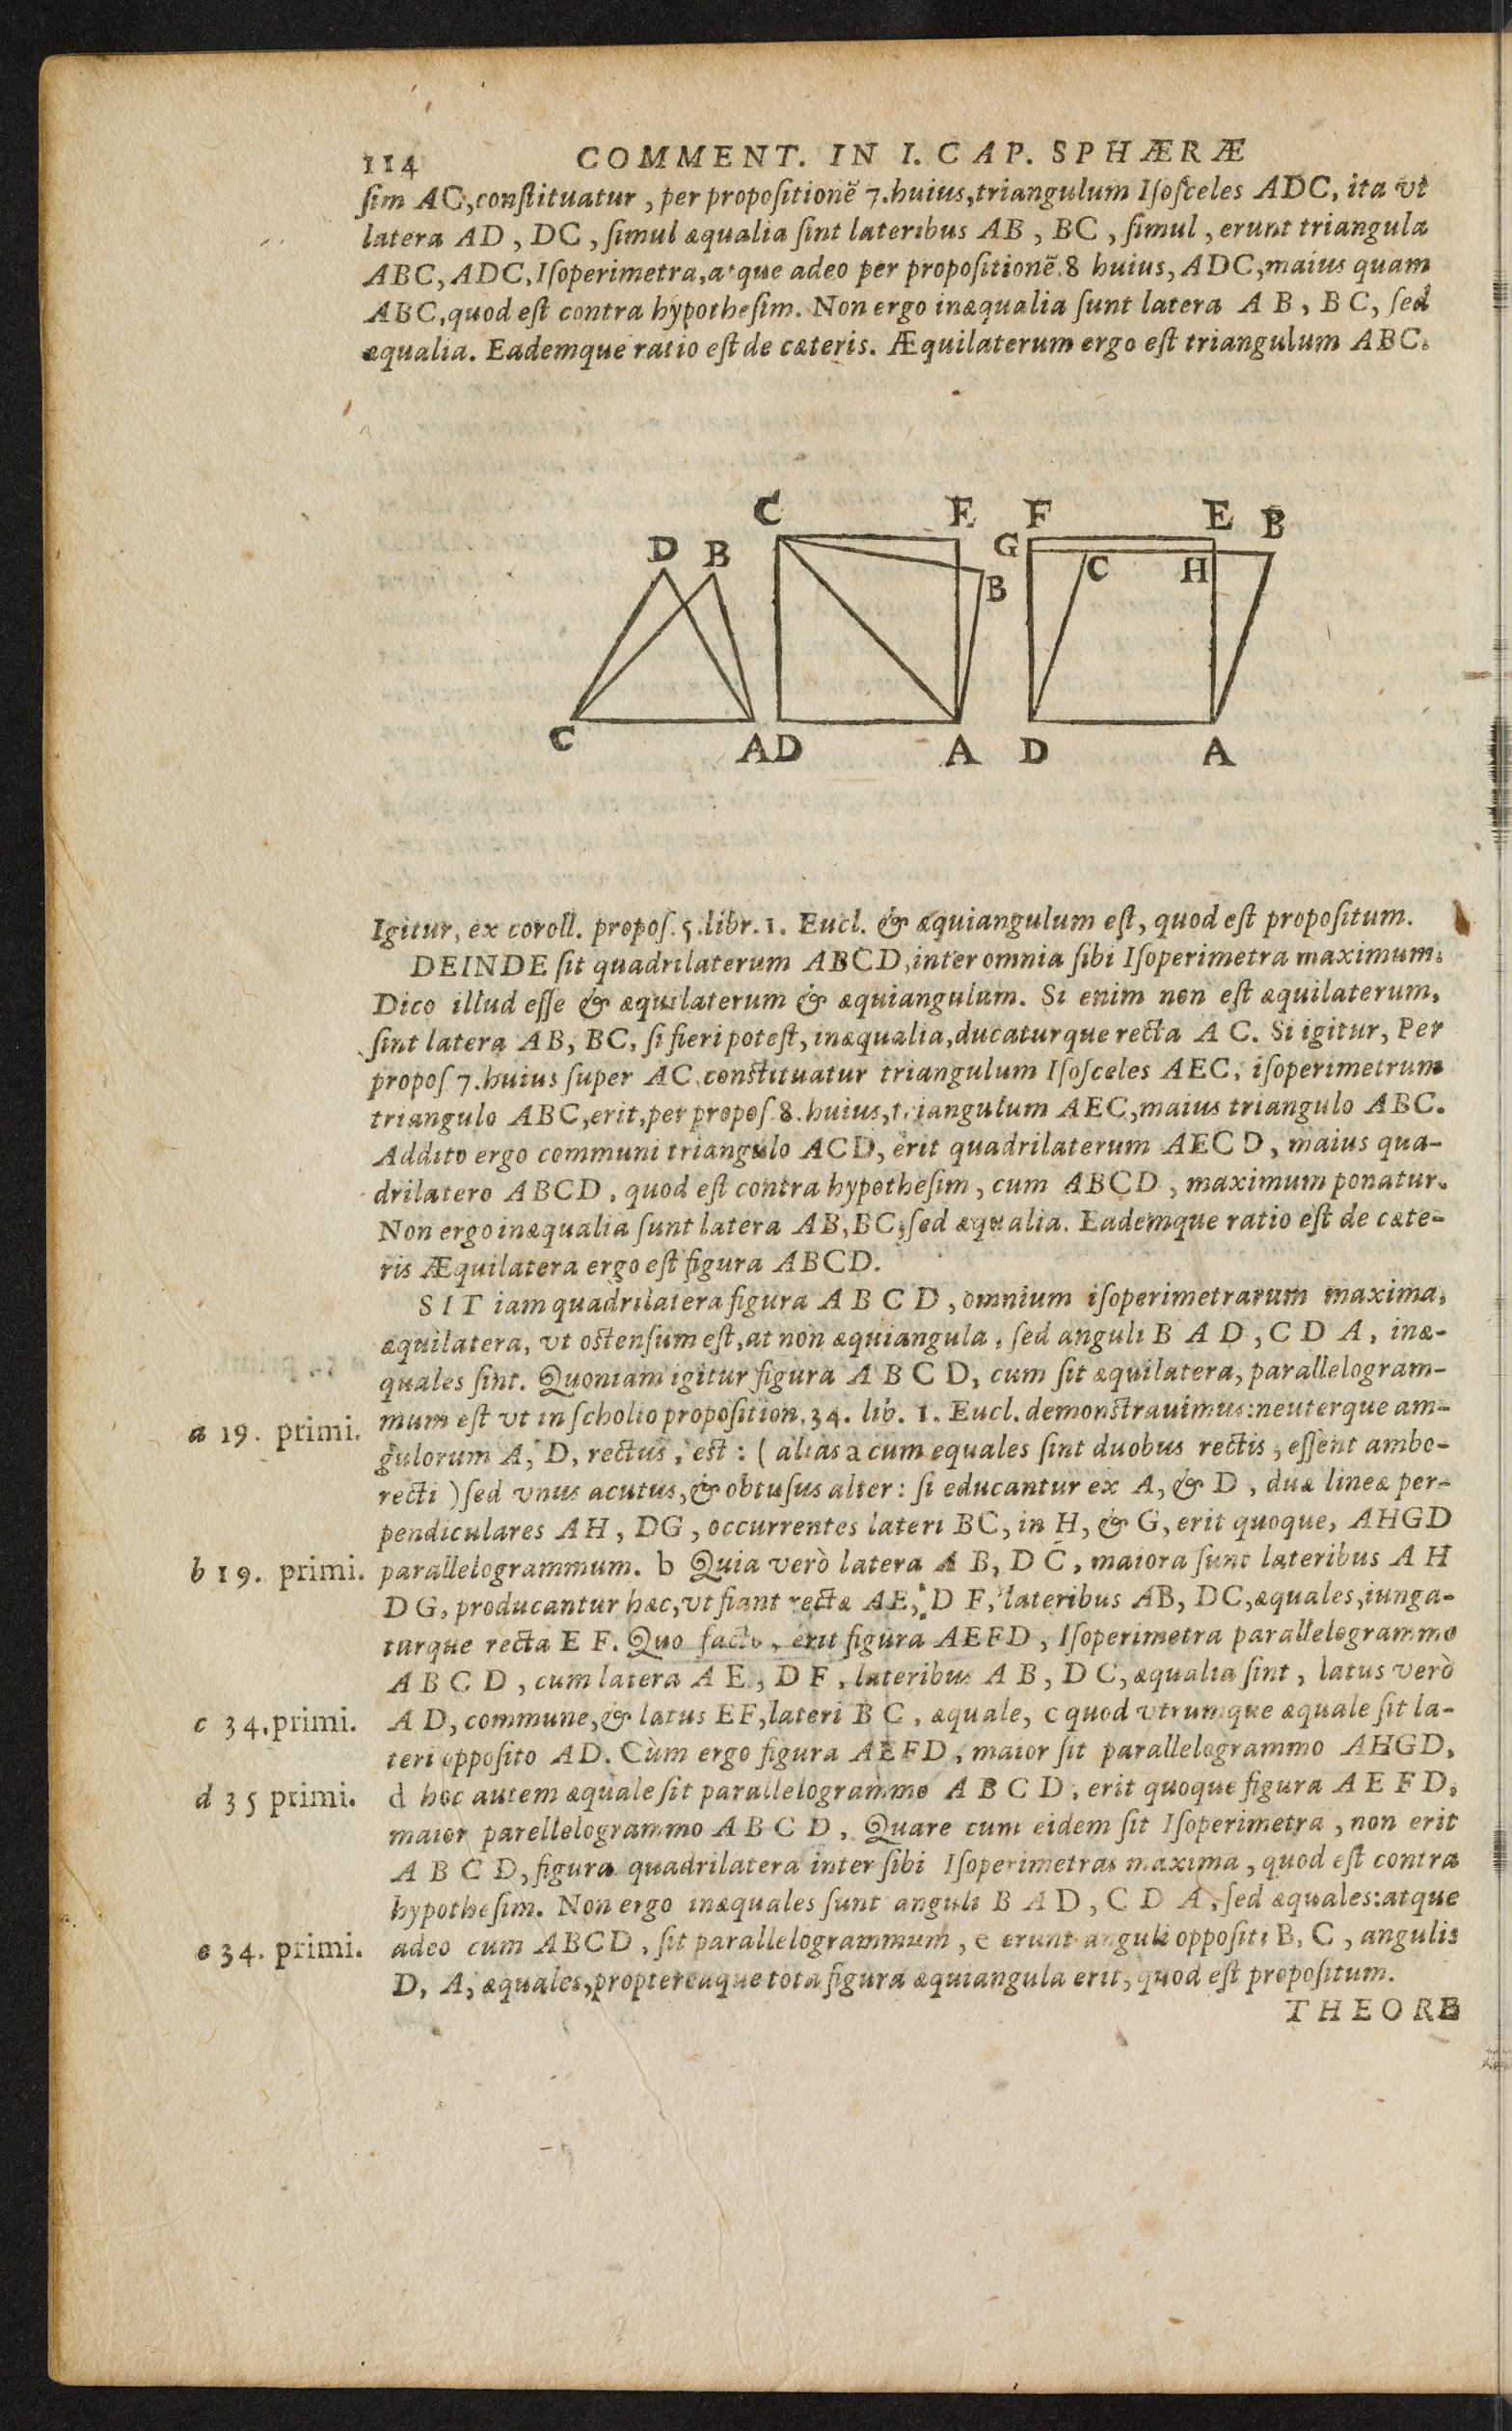 114 COMMENT. IN I. CAP. SPHÆRÆ
ſim AC, conſtituatur, per propoſitionẽ 7. huius, triangulum Iſoſceles ADC, ita vt
latera AD, DC, ſimul æqualia ſint lateribus AB, BC, ſimul, erunt triangula
ABC, ADC, Iſoperimetra, atque adeo per propoſitionẽ. 8 huius, ADC, maius quam
ABC, quod eſt contra hypotheſim. Non ergo inæqualia ſunt latera AB, BC, ſed
æqualia. Eademque ratio eſt de cæteris. Æquilaterum ergo eſt triangulum ABC.
C E F E B
D B G C H
B
C A D A D A
Igitur, ex coroll. propoſ. 5. libr. 1. Eucl. & æquiangulum eſt, quod eſt propoſitum.
DEINDE ſit quadrilaterum ABCD, inter omnia ſibi Iſoperimetra maximum.
Dico illud eſſe & æquilaterum & æquiangulum. Si enim non eſt æquilaterum,
ſint latera AB, BC, ſi fieri poteſt, inæqualia, ducaturque recta AC. Si igitur, Per
propoſ 7. huius ſuper AC conſtituatur triangulum Iſoſceles AEC, iſoperimetrum
triangulo ABC, erit, per propoſ. 8. huius, triangulum AEC, maius triangulo ABC.
Addito ergo communi triangulo ACD, erit quadrilaterum AECD, maius qua-
drilatero ABCD, quod eſt contra hypotheſim, cum ABCD, maximum ponatur.
Non ergo inæqualia ſunt latera AB, BC, ſed æqualia. Eademque ratio eſt de cæte-
ris Æquilatera ergo eſt figura ABCD.
SIT iam quadrilatera figura ABCD, omnium iſoperimetrarum maxima,
æquilatera, vt oſtenſum eſt, at non æquiangula, ſed anguli BAD, CDA, inæ-
quales ſint. Quoniam igitur figura ABCD, cum ſit æquilatera, parallelogram-
a 19. primi. mum eſt vt in ſcholio propoſition. 34. lib. 1. Eucl. demonſtrauimus: neuterque am-
gulorum A, D, rectus, eſt: (alias a cum equales ſint duobus rectis, eſſent ambo-
recti) ſed vnus acutus, & obtuſus alter: ſi educantur ex A, & D, duæ lineæ per-
pendiculares AH, DG, occurrentes lateri BC, in H, & G, erit quoque, AHGD
b 19. primi. parallelogrammum. b Quia verò latera AB, DC, maiora ſunt lateribus AH
DG, producantur hæc, vt fiant rectæ AE, DF, lateribus AB, DC, æquales, iunga-
turque recta EF. Quo facto, erit figura AEFD, Iſoperimetra parallelogrammo
ABCD, cum latera AE, DF, lateribus AB, DC, æqualia ſint, latus verò
c 34. primi. AD, commune, & latus EF, lateri BC, æquale, c quod vtrumque æquale ſit la-
teri oppoſito AD. Cùm ergo figura AEFD, maior ſit parallelogrammo AHGD,
d 35 primi. d hoc autem æquale ſit parallelogrammo ABCD, erit quoque figura AEFD,
maior parellelogrammo ABCD, Quare cum eidem ſit Iſoperimetra, non erit
ABCD, figura quadrilatera inter ſibi Iſoperimetras maxima, quod eſt contra
hypotheſim. Non ergo inæquales ſunt anguli BAD, CDA, ſed æquales: atque
e 34. primi. adeo cum ABCD, ſit parallelogrammum, e erunt anguli oppoſiti B, C, angulis
D, A, æquales, proptereaque tota figura æquiangula erit, quod eſt propoſitum.
THEORE